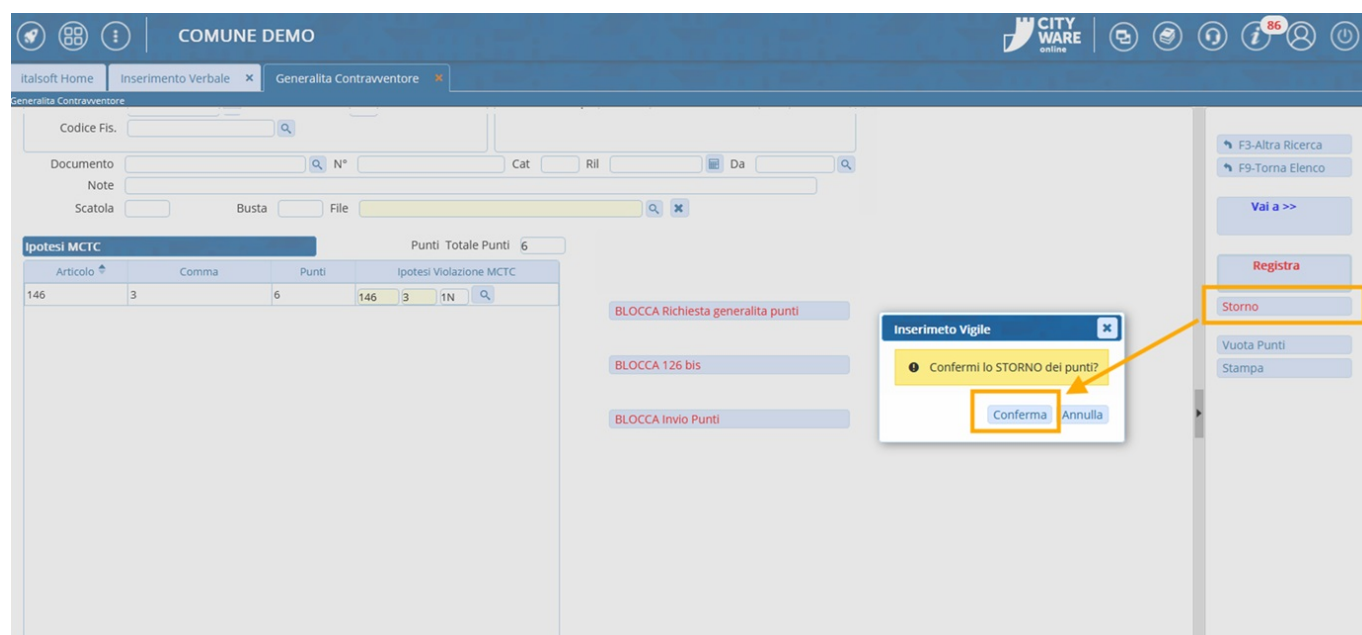 COMUNE DEMO
CITY
WARE
online
86
italsoft Home Inserimento Verbale × Generalita Contravventore ×
Generalita Contravventore
Codice Fis.
Documento N° Cat Ril Da
Note
Scatola Busta File
Ipotesi MCTC Punti Totale Punti 6
Articolo Comma Punti Ipotesi Violazione MCTC
146 3 6 146 3 1N
BLOCCA Richiesta generalita punti
BLOCCA 126 bis
BLOCCA Invio Punti
Inserimeto Vigile
Confermi lo STORNO dei punti?
Conferma Annulla
F3-Altra Ricerca
F9-Torna Elenco
Vai a >>
Registra
Storno
Vuota Punti
Stampa